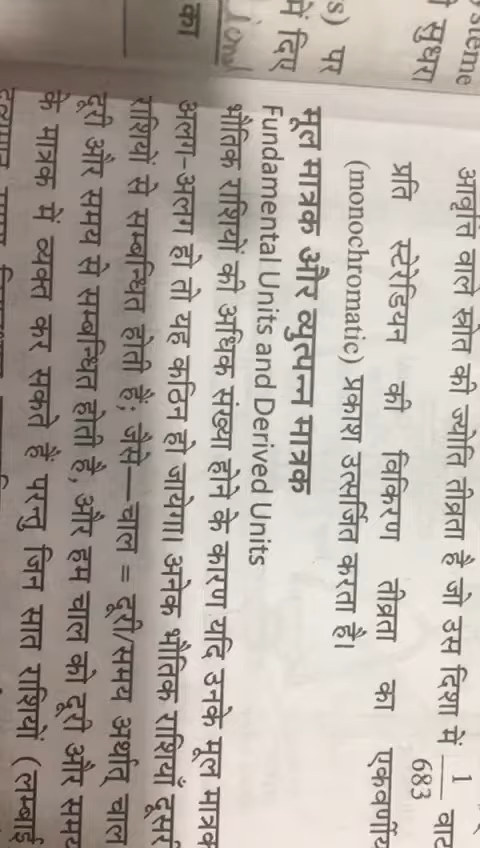 आवृत्ति वाले स्रोत की ज्योति तीव्रता है जो उस दिशा में 1/683 वाट
प्रति स्टेरेडियन की विकिरण तीव्रता का एकवर्णीय
(monochromatic) प्रकाश उत्सर्जित करता है।
मूल मात्रक और व्युत्पन्न मात्रक
Fundamental Units and Derived Units
भौतिक राशियों की अधिक संख्या होने के कारण यदि उनके मूल मात्रक
अलग-अलग हो तो यह कठिन हो जायेगा। अनेक भौतिक राशियाँ दूसरी
राशियों से सम्बन्धित होती हैं; जैसे—चाल = दूरी/समय अर्थात् चाल
दूरी और समय से सम्बन्धित होती है, और हम चाल को दूरी और समय
के मात्रक में व्यक्त कर सकते हैं परन्तु जिन सात राशियों (लम्बाई
s) पर
में दिए
का
सुधरा